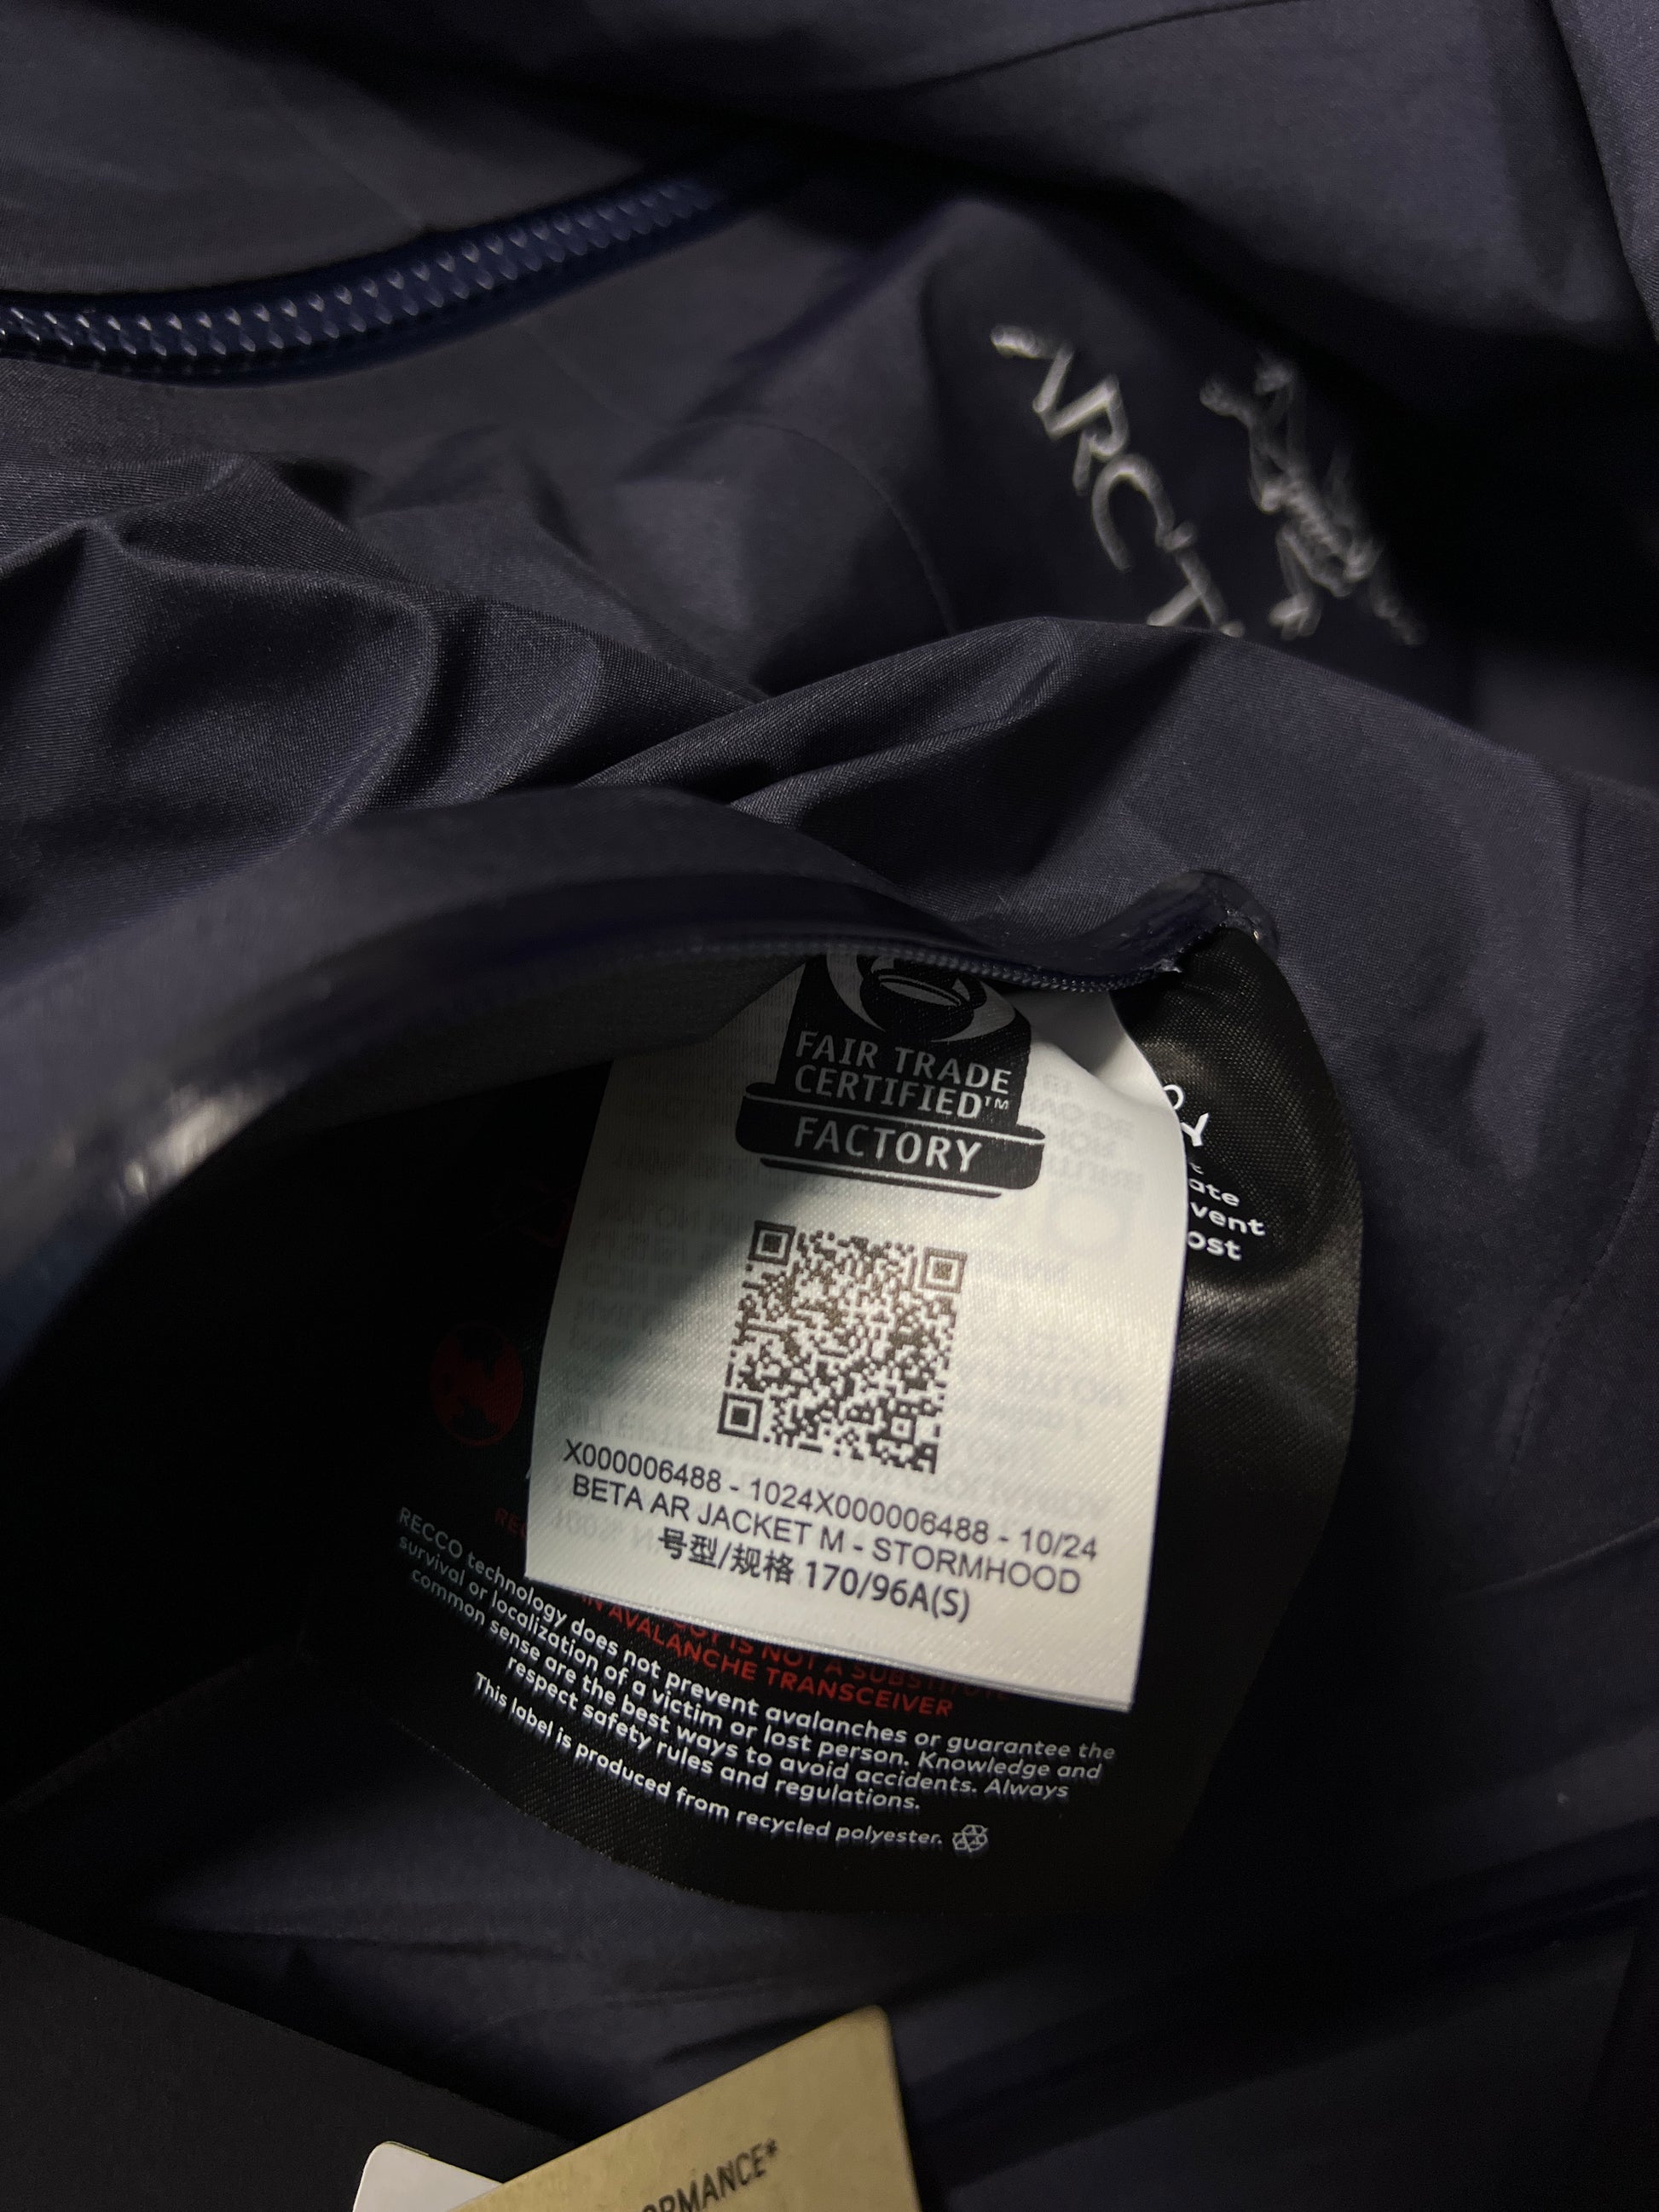 ARC'T
FAIR TRADE
CERTIFIED™
FACTORY
X000006488 - 1024X000006488 - 10/24
BETA AR JACKET M - STORMHOOD
号型/规格 170/96A(S)
IS NOT A SUBSTITUTE
AN AVALANCHE TRANSCEIVER
RECCO technology does not prevent avalanches or guarantee the
survival or localization of a victim or lost person. Knowledge and
common sense are the best ways to avoid accidents. Always
respect safety rules and regulations.
This label is produced from recycled polyester.